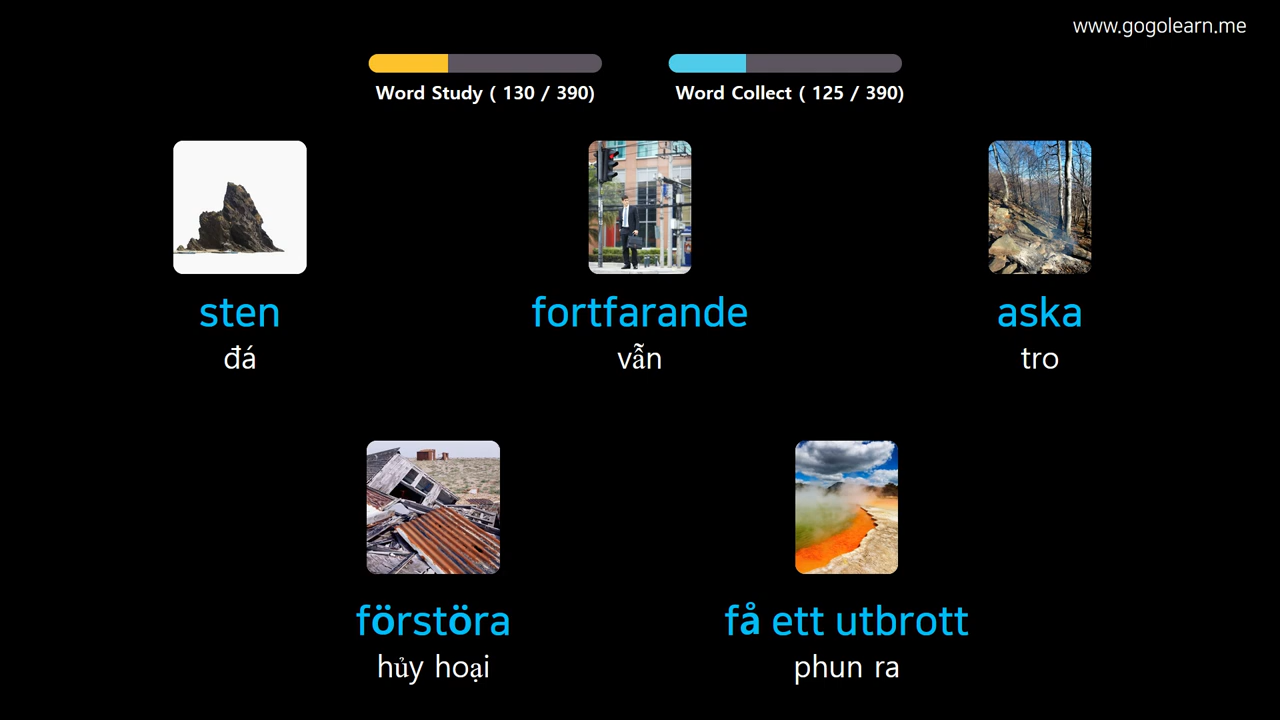 www.gogolearn.me
Word Study ( 130 / 390)
Word Collect ( 125 / 390)
sten
đá
fortfarande
vẫn
aska
tro
förstöra
hủy hoại
få ett utbrott
phun ra